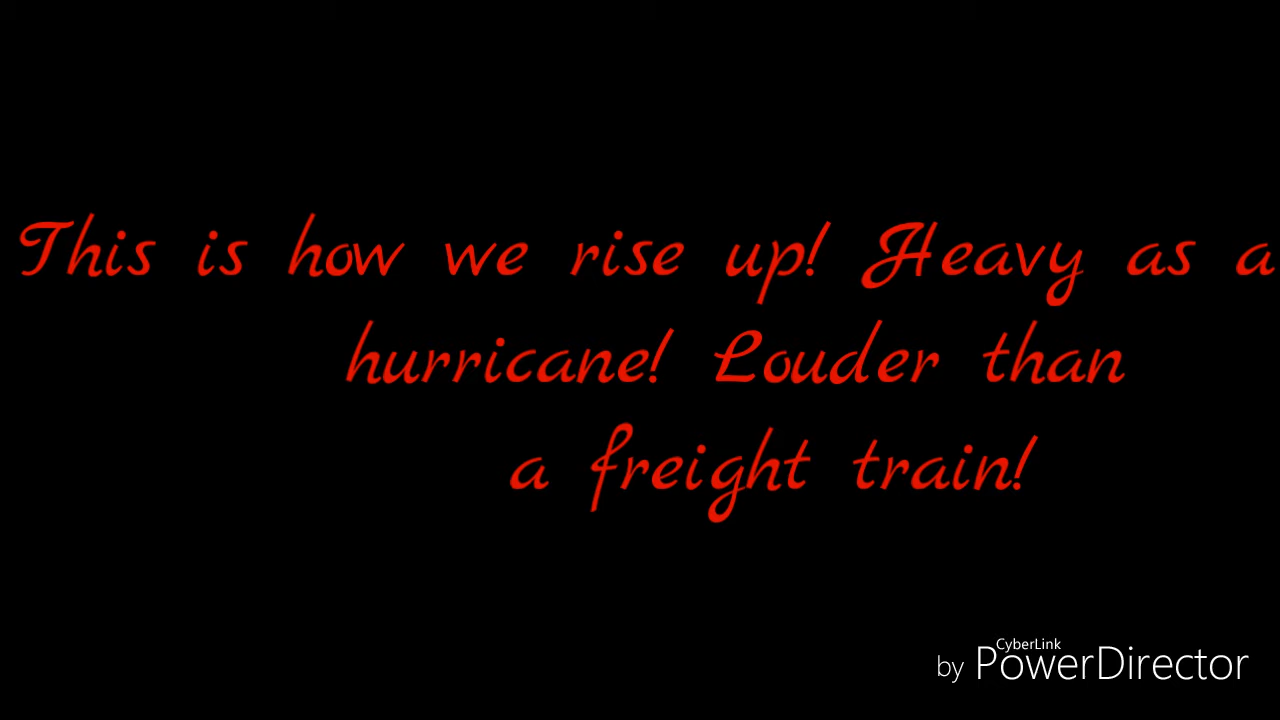 This is how we rise up! Heavy as a
hurricane! Louder than
a freight train!
CyberLink
by PowerDirector